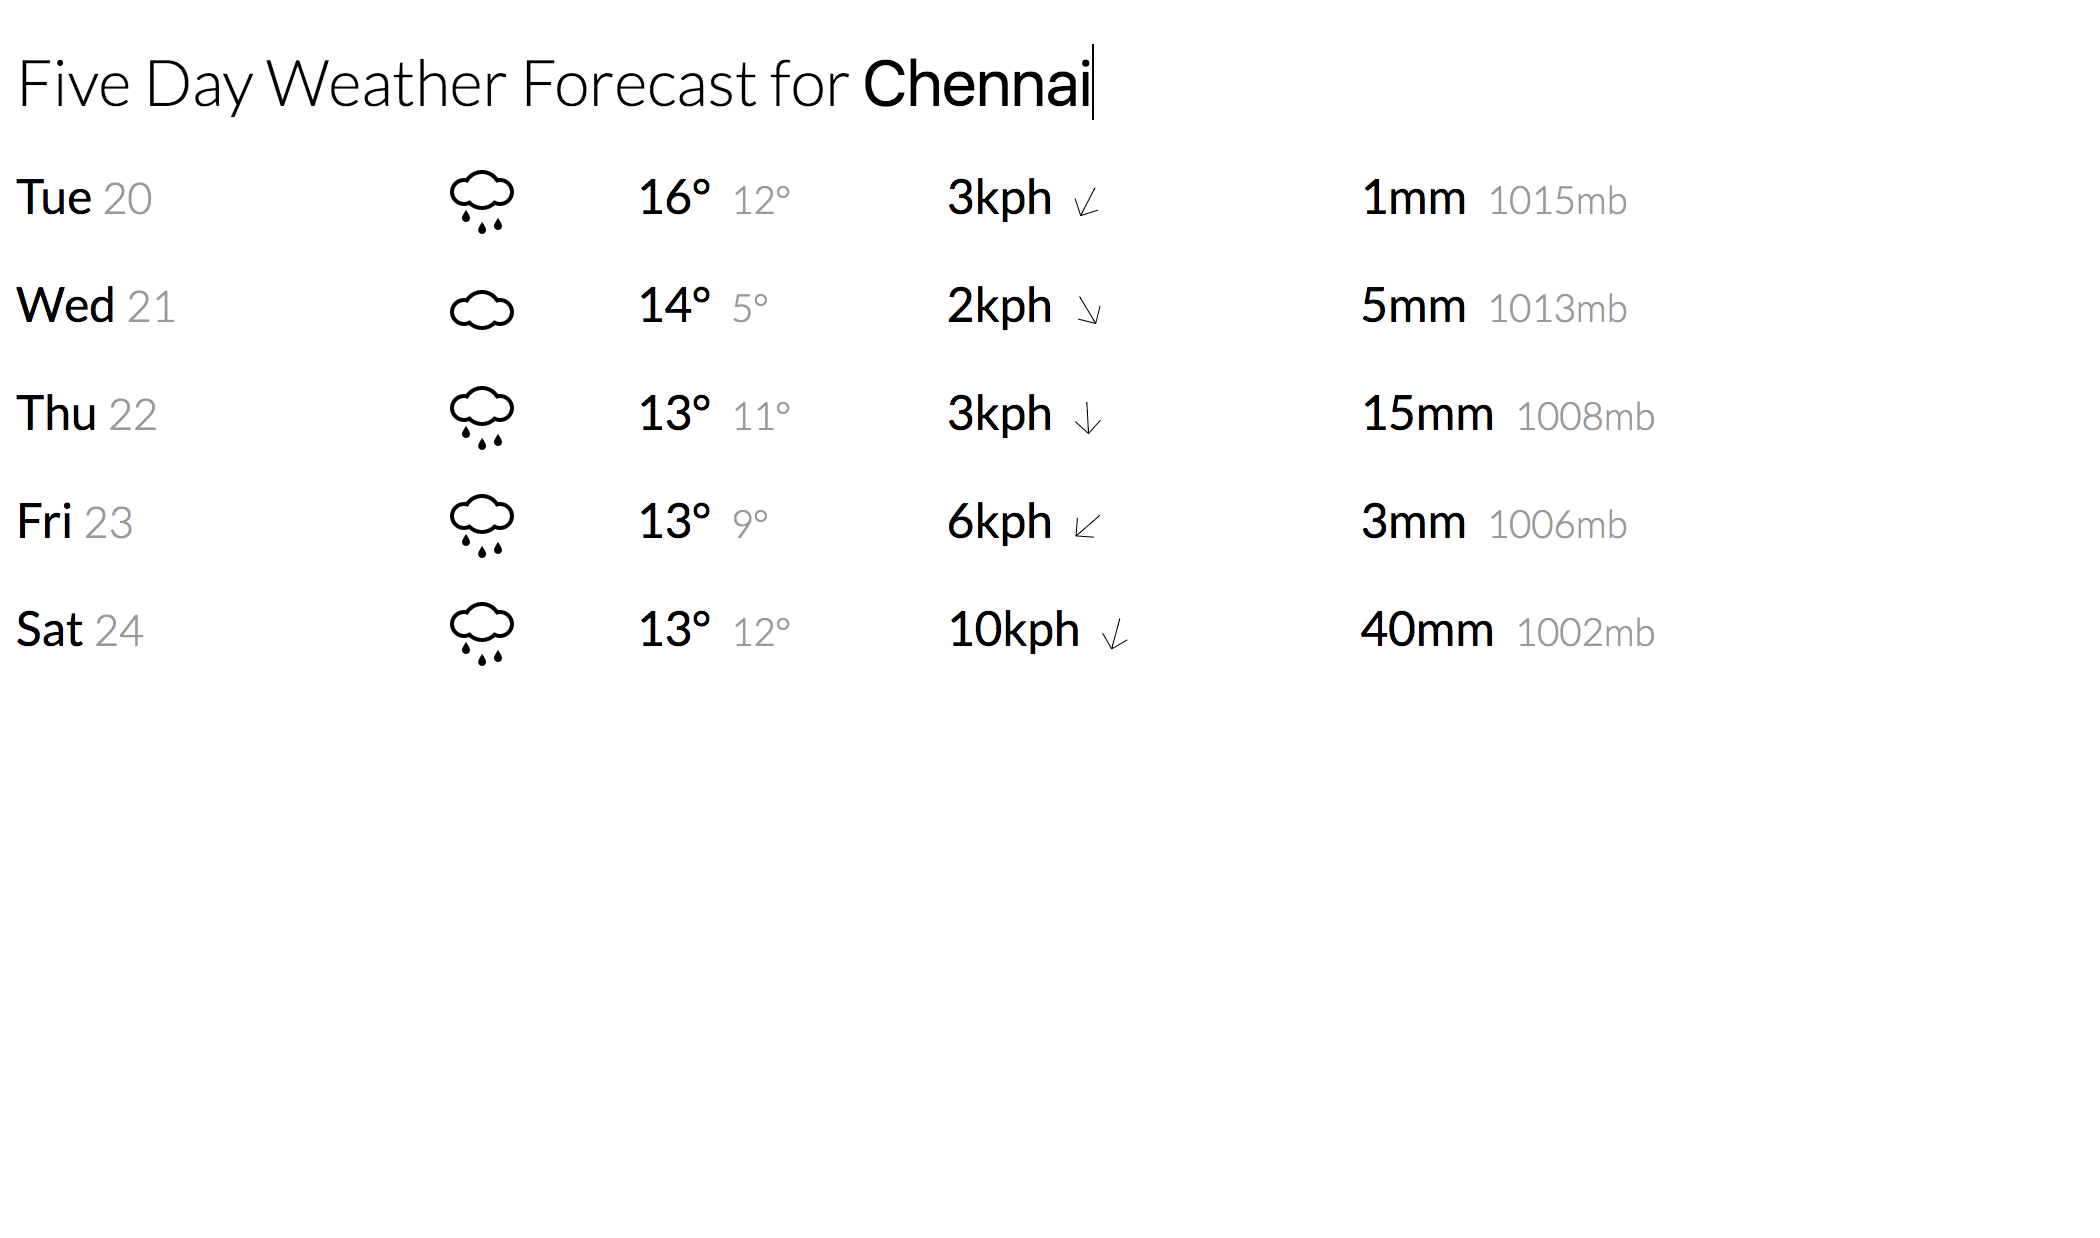 Five Day Weather Forecast for Chennai
Tue 20 16° 12° 3kph 1mm 1015mb
Wed 21 14° 5° 2kph 5mm 1013mb
Thu 22 13° 11° 3kph 15mm 1008mb
Fri 23 13° 9° 6kph 3mm 1006mb
Sat 24 13° 12° 10kph 40mm 1002mb